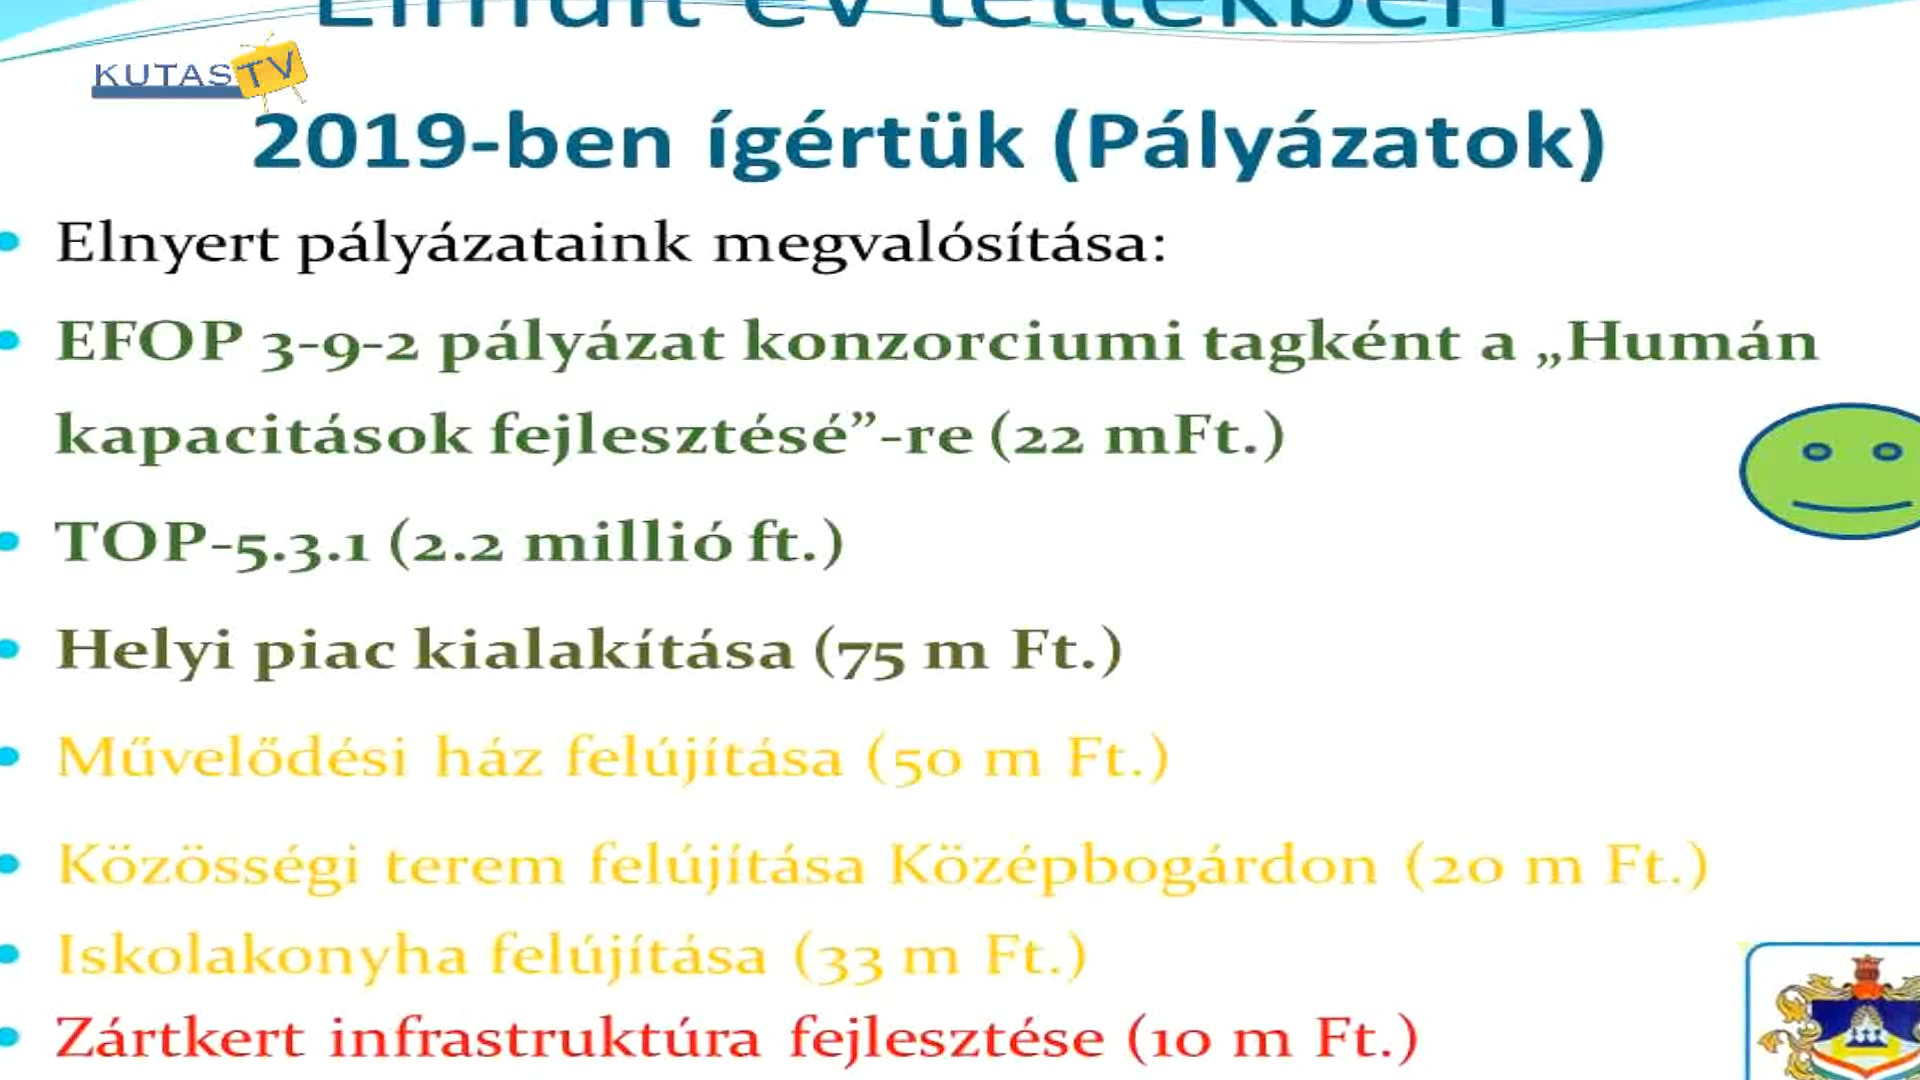 Elmúlt év tettekben
KUTAS TV
2019-ben ígértük (Pályázatok)
• Elnyert pályázataink megvalósítása:
• EFOP 3-9-2 pályázat konzorciumi tagként a „Humán
kapacitások fejlesztésé”-re (22 mFt.)
• TOP-5.3.1 (2.2 millió ft.)
• Helyi piac kialakítása (75 m Ft.)
• Művelődési ház felújítása (50 m Ft.)
• Közösségi terem felújítása Középbogárdon (20 m Ft.)
• Iskolakonyha felújítása (33 m Ft.)
• Zártkert infrastruktúra fejlesztése (10 m Ft.)